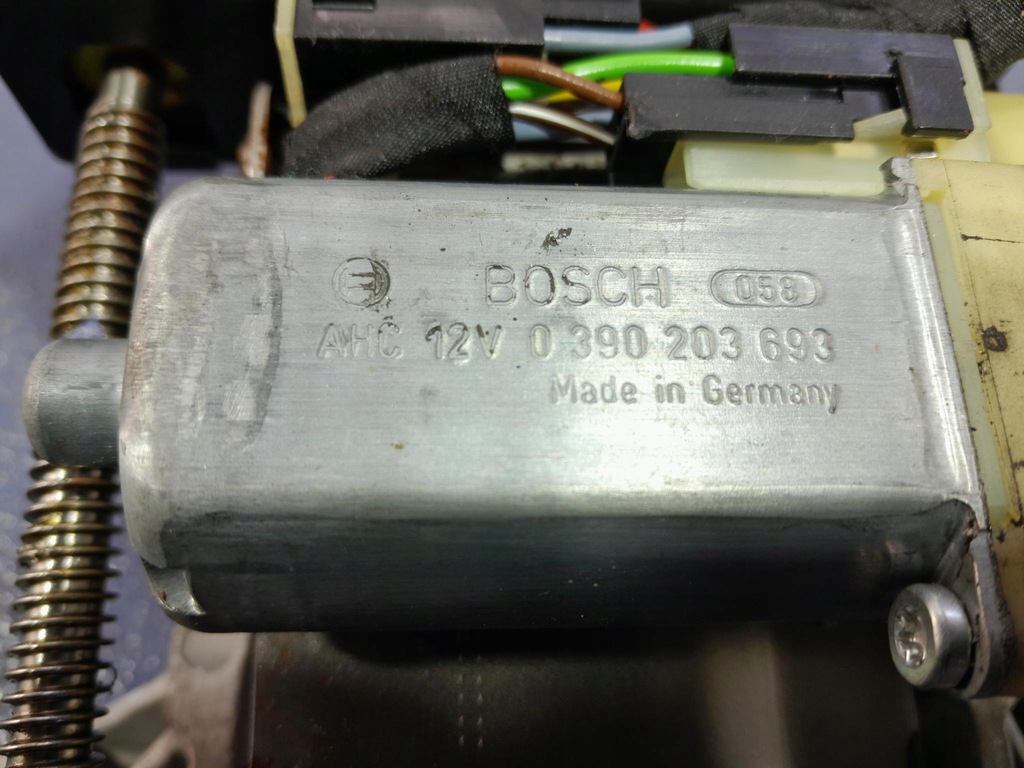 BOSCH 058
AHC 12V 0 390 203 693
Made in Germany